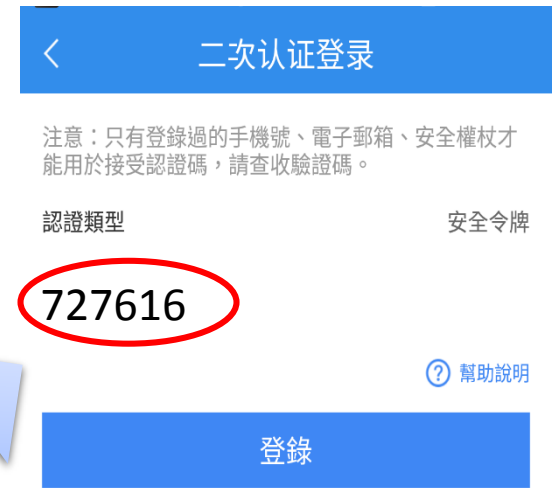 二次认证登录
注意：只有登錄過的手機號、電子郵箱、安全權杖才
能用於接受認證碼，請查收驗證碼。
認證類型 安全令牌
727616
? 幫助說明
登錄